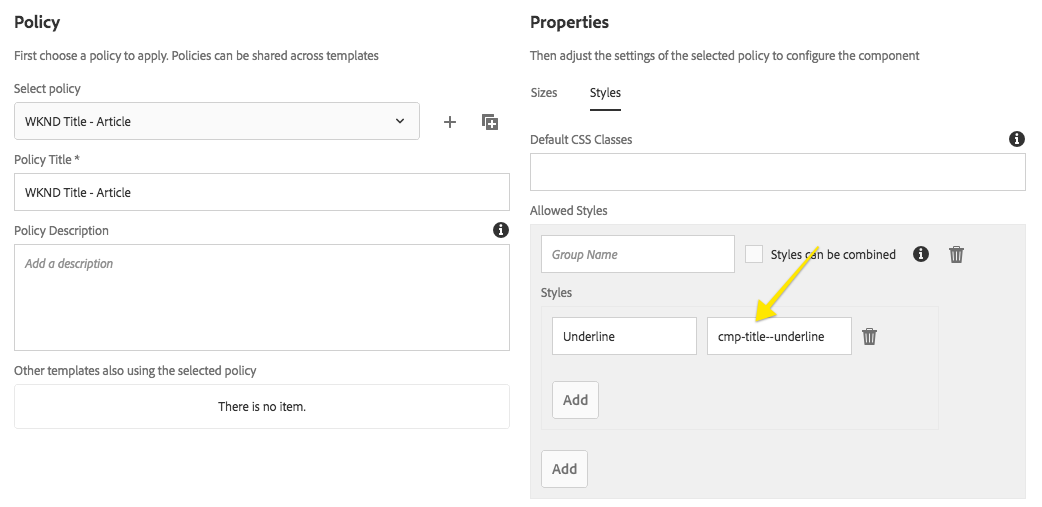 Policy
First choose a policy to apply. Policies can be shared across templates
Select policy
WKND Title - Article
Policy Title *
WKND Title - Article
Policy Description
Add a description
Other templates also using the selected policy
There is no item.
Properties
Then adjust the settings of the selected policy to configure the component
Sizes Styles
Default CSS Classes
Allowed Styles
Group Name Styles can be combined
Styles
Underline cmp-title--underline
Add
Add